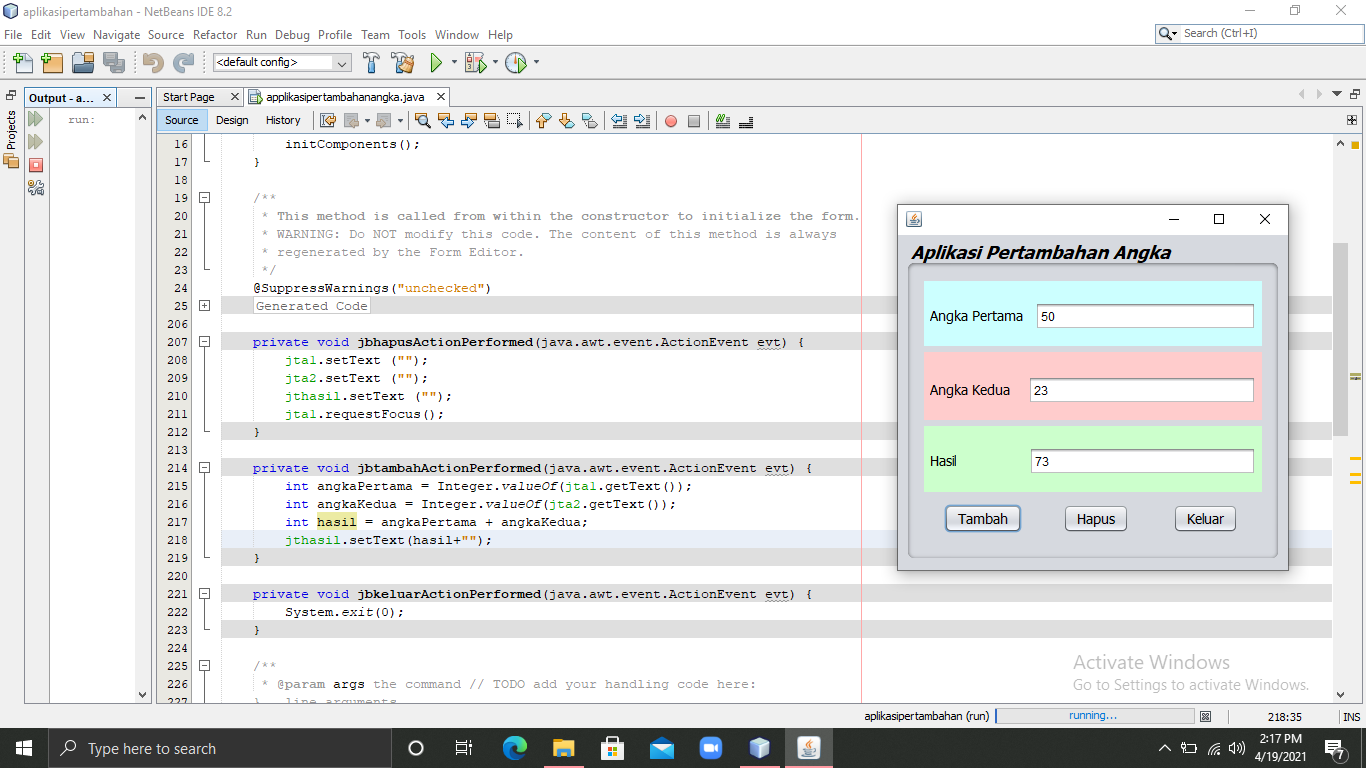 aplikasipertambahan - NetBeans IDE 8.2
File Edit View Navigate Source Refactor Run Debug Profile Team Tools Window Help
Search (Ctrl+I)
<default config>
Projects
Output - a...
run:
Start Page
applikasipertambahanangka.java
Source Design History
16 initComponents();
17 }
18
19 /**
20 * This method is called from within the constructor to initialize the form.
21 * WARNING: Do NOT modify this code. The content of this method is always
22 * regenerated by the Form Editor.
23 */
24 @SuppressWarnings("unchecked")
25 Generated Code
206
207 private void jbhapusActionPerformed(java.awt.event.ActionEvent evt) {
208 jta1.setText ("");
209 jta2.setText ("");
210 jthasil.setText ("");
211 jta1.requestFocus();
212 }
213
214 private void jbtambahActionPerformed(java.awt.event.ActionEvent evt) {
215 int angkaPertama = Integer.valueOf(jta1.getText());
216 int angkaKedua = Integer.valueOf(jta2.getText());
217 int hasil = angkaPertama + angkaKedua;
218 jthasil.setText(hasil+"");
219 }
220
221 private void jbkeluarActionPerformed(java.awt.event.ActionEvent evt) {
222 System.exit(0);
223 }
224
225 /**
226 * @param args the command // TODO add your handling code here:
227 } line arguments
Aplikasi Pertambahan Angka
Angka Pertama 50
Angka Kedua 23
Hasil 73
Tambah Hapus Keluar
Activate Windows
Go to Settings to activate Windows.
aplikasipertambahan (run) running... 218:35 INS
Type here to search
2:17 PM
4/19/2021
7